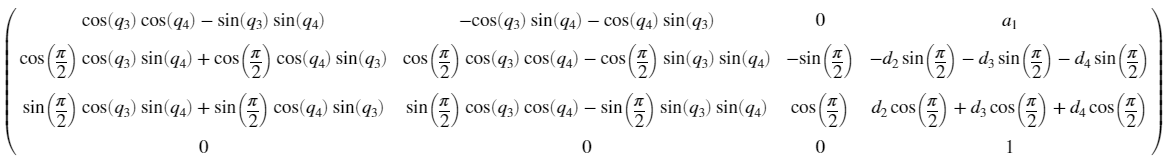 cos(q₃) cos(q₄) − sin(q₃) sin(q₄) −cos(q₃) sin(q₄) − cos(q₄) sin(q₃) 0 a₁
cos(π/2) cos(q₃) sin(q₄) + cos(π/2) cos(q₄) sin(q₃) cos(π/2) cos(q₃) cos(q₄) − cos(π/2) sin(q₃) sin(q₄) −sin(π/2) −d₂ sin(π/2) − d₃ sin(π/2) − d₄ sin(π/2)
sin(π/2) cos(q₃) sin(q₄) + sin(π/2) cos(q₄) sin(q₃) sin(π/2) cos(q₃) cos(q₄) − sin(π/2) sin(q₃) sin(q₄) cos(π/2) d₂ cos(π/2) + d₃ cos(π/2) + d₄ cos(π/2)
0 0 0 1